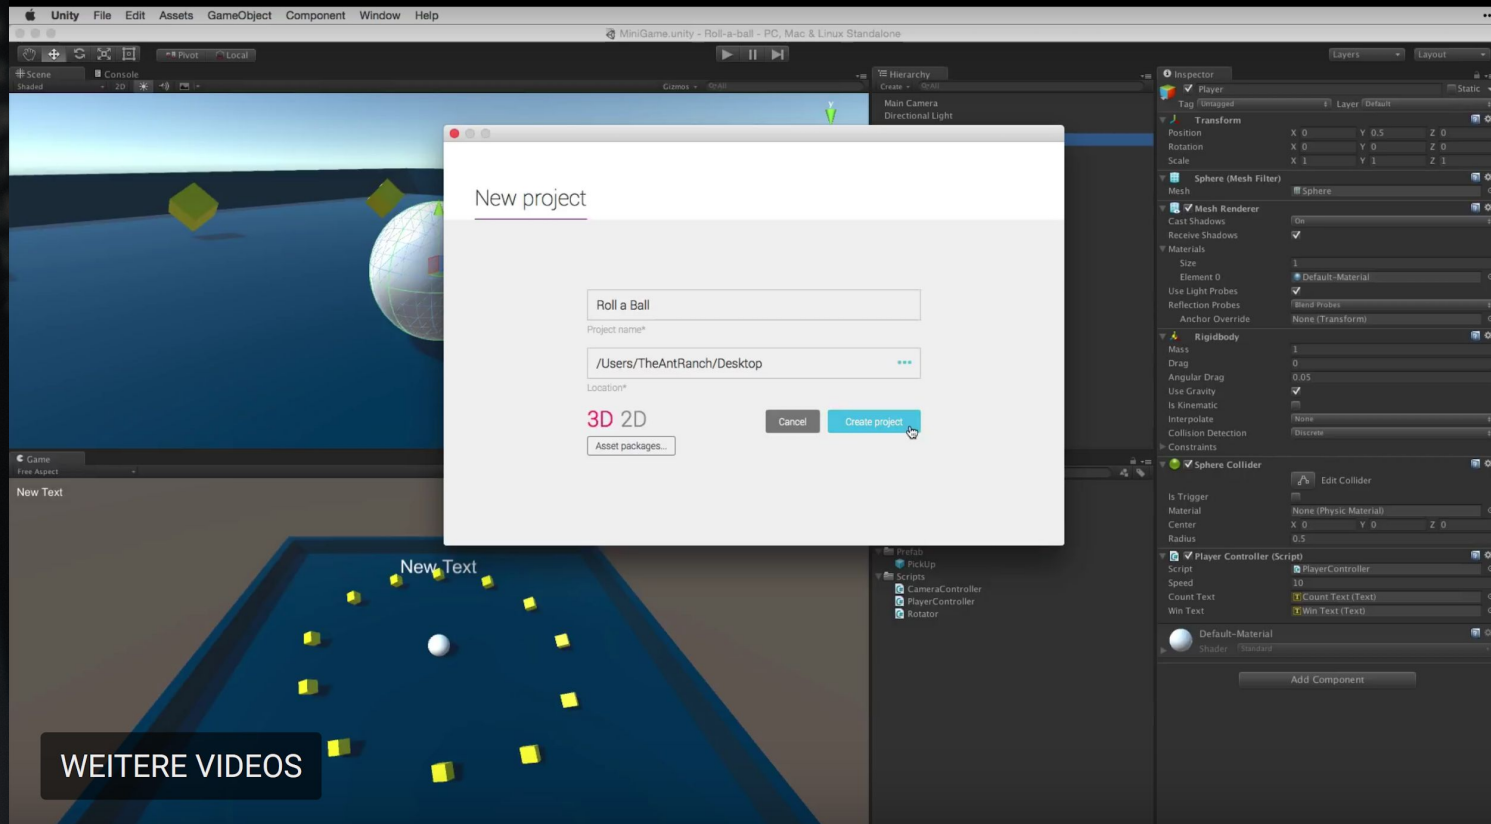 Unity File Edit Assets GameObject Component Window Help
MiniGame.unity - Roll-a-ball - PC, Mac & Linux Standalone
Pivot Local
Layers Layout
Scene Console
Shaded 2D Gizmos All
Hierarchy
Create All
Main Camera
Directional Light
New project
Roll a Ball
Project name*
/Users/TheAntRanch/Desktop
Location*
3D 2D
Cancel Create project
Asset packages...
Game
Free Aspect
New Text
New Text
WEITERE VIDEOS
Prefab
PickUp
Scripts
CameraController
PlayerController
Rotator
Inspector
Player Static
Tag Untagged Layer Default
Transform
Position X 0 Y 0.5 Z 0
Rotation X 0 Y 0 Z 0
Scale X 1 Y 1 Z 1
Sphere (Mesh Filter)
Mesh Sphere
Mesh Renderer
Cast Shadows On
Receive Shadows
Materials
Size 1
Element 0 Default-Material
Use Light Probes
Reflection Probes Blend Probes
Anchor Override None (Transform)
Rigidbody
Mass 1
Drag 0
Angular Drag 0.05
Use Gravity
Is Kinematic
Interpolate None
Collision Detection Discrete
Constraints
Sphere Collider
Edit Collider
Is Trigger
Material None (Physic Material)
Center X 0 Y 0 Z 0
Radius 0.5
Player Controller (Script)
Script PlayerController
Speed 10
Count Text Count Text (Text)
Win Text Win Text (Text)
Default-Material
Shader Standard
Add Component